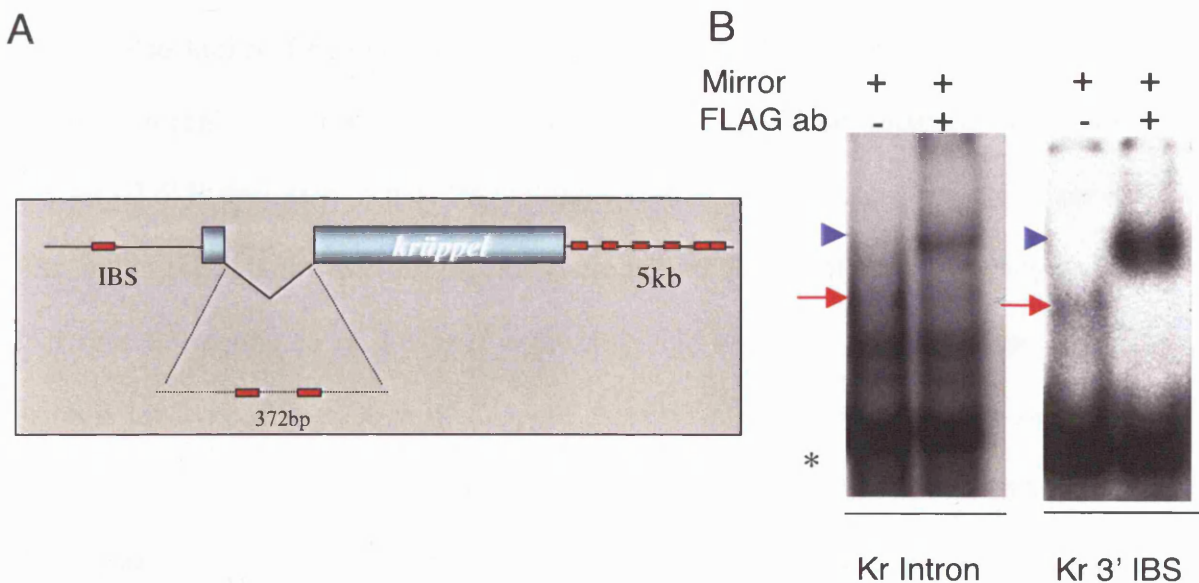 A
IBS
krüppel
5kb
372bp
B
Mirror + + + +
FLAG ab - + - +
*
Kr Intron
Kr 3' IBS